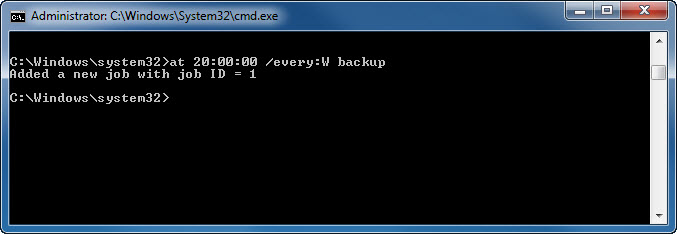 Administrator: C:\Windows\System32\cmd.exe
C:\Windows\system32>at 20:00:00 /every:W backup
Added a new job with job ID = 1
C:\Windows\system32>